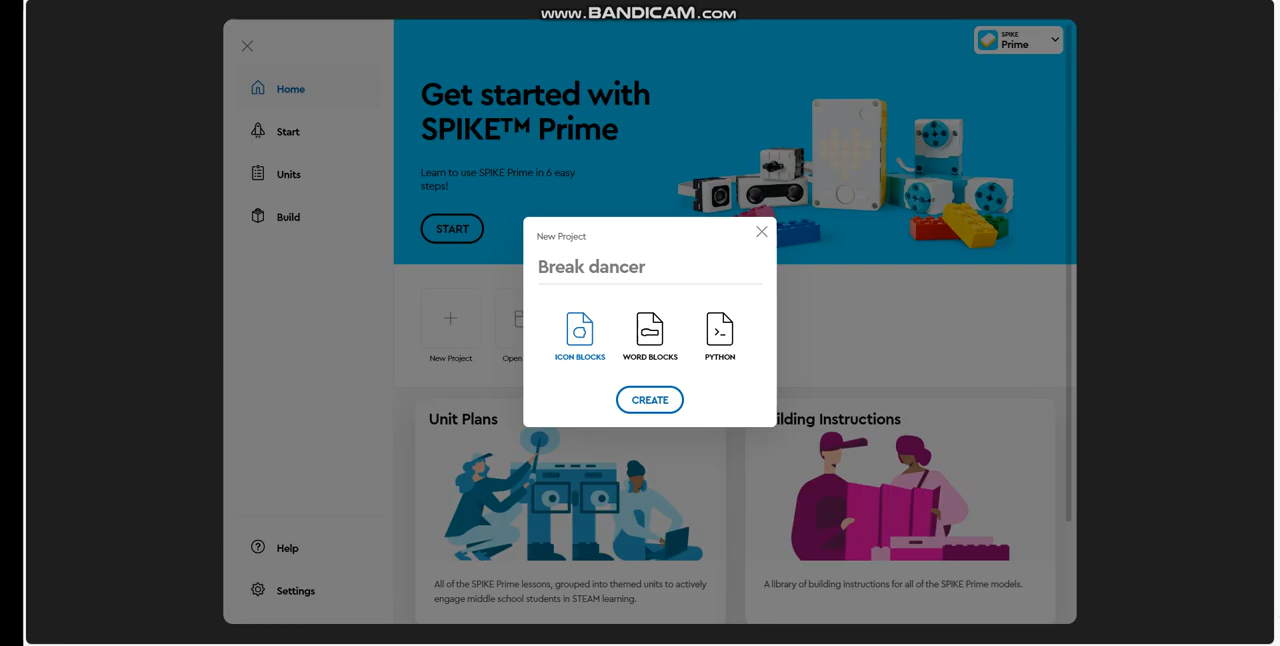 www.BANDICAM.com
SPIKE
Prime
Home
Start
Units
Build
Help
Settings
Get started with
SPIKE™ Prime
Learn to use SPIKE Prime in 6 easy
steps!
START
New Project
Break dancer
ICON BLOCKS
WORD BLOCKS
PYTHON
CREATE
New Project
Open
Unit Plans
All of the SPIKE Prime lessons, grouped into themed units to actively
engage middle school students in STEAM learning.
ilding Instructions
A library of building instructions for all of the SPIKE Prime models.